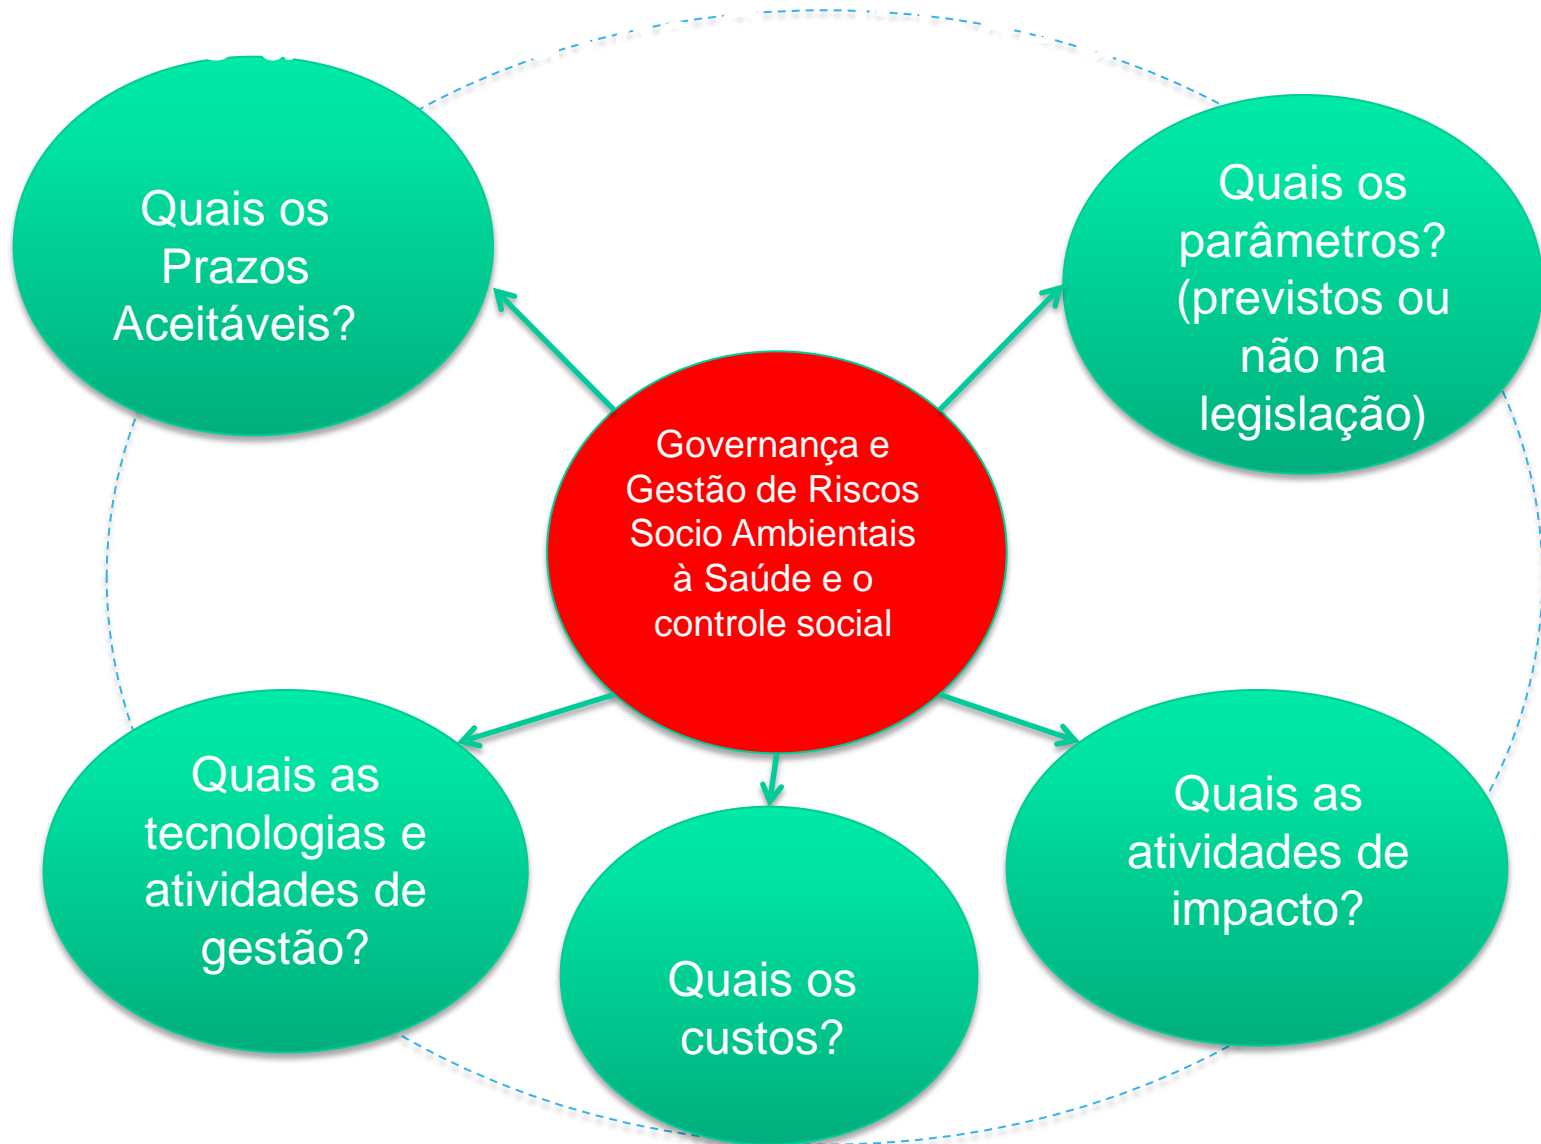 Quais os
Prazos
Aceitáveis?
Quais os
parâmetros?
(previstos ou
não na
legislação)
Governança e
Gestão de Riscos
Socio Ambientais
à Saúde e o
controle social
Quais as
tecnologias e
atividades de
gestão?
Quais os
custos?
Quais as
atividades de
impacto?